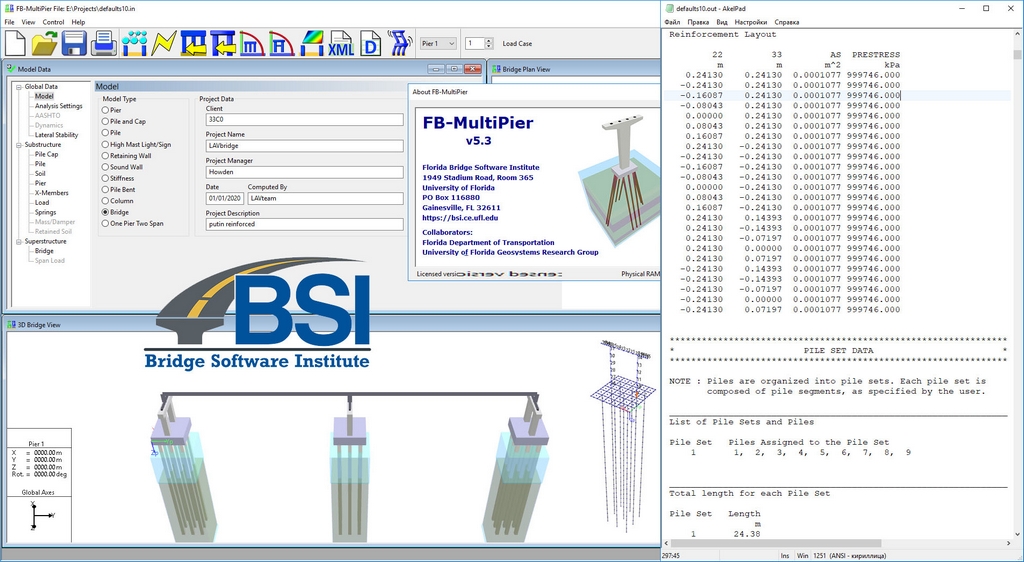 FB-MultiPier File: E:\Projects\defaults10.in
File View Control Help
XML
D
Pier 1
1
Load Case
Model Data
Global Data
Model
Analysis Settings
AASHTO
Dynamics
Lateral Stability
Substructure
Pile Cap
Pile
Soil
Pier
X-Members
Load
Springs
Mass/Damper
Retained Soil
Superstructure
Bridge
Span Load
Model
Model Type
Pier
Pile and Cap
Pile
High Mast Light/Sign
Retaining Wall
Sound Wall
Stiffness
Pile Bent
Column
Bridge
One Pier Two Span
Project Data
Client
33C0
Project Name
LAVbridge
Project Manager
Howden
Date Computed By
01/01/2020 LAVteam
Project Description
putin reinforced
Bridge Plan View
About FB-MultiPier
FB-MultiPier
v5.3
Florida Bridge Software Institute
1949 Stadium Road, Room 365
University of Florida
PO Box 116880
Gainesville, FL 32611
https://bsi.ce.ufl.edu
Collaborators:
Florida Department of Transportation
University of Florida Geosystems Research Group
Physical RAM
BSI
Bridge Software Institute
3D Bridge View
Pier 1
X = 0000.00 m
Y = 0000.00 m
Z = 0000.00 m
Rot. = 0000.00 deg
Global Axes
X
Y
Z
defaults10.out - AkelPad
Файл Правка Вид Настройки Справка
Reinforcement Layout
22 33 AS PRESTRESS
m m m^2 kPa
0.24130 0.24130 0.0001077 999746.000
-0.24130 0.24130 0.0001077 999746.000
-0.16087 0.24130 0.0001077 999746.000
-0.08043 0.24130 0.0001077 999746.000
0.00000 0.24130 0.0001077 999746.000
0.08043 0.24130 0.0001077 999746.000
0.16087 0.24130 0.0001077 999746.000
0.24130 -0.24130 0.0001077 999746.000
-0.24130 -0.24130 0.0001077 999746.000
-0.16087 -0.24130 0.0001077 999746.000
-0.08043 -0.24130 0.0001077 999746.000
0.00000 -0.24130 0.0001077 999746.000
0.08043 -0.24130 0.0001077 999746.000
0.16087 -0.24130 0.0001077 999746.000
0.24130 0.14393 0.0001077 999746.000
0.24130 -0.14393 0.0001077 999746.000
0.24130 -0.07197 0.0001077 999746.000
0.24130 0.00000 0.0001077 999746.000
0.24130 0.07197 0.0001077 999746.000
-0.24130 0.14393 0.0001077 999746.000
-0.24130 -0.14393 0.0001077 999746.000
-0.24130 -0.07197 0.0001077 999746.000
-0.24130 0.00000 0.0001077 999746.000
-0.24130 0.07197 0.0001077 999746.000
* PILE SET DATA *
NOTE : Piles are organized into pile sets. Each pile set is
composed of pile segments, as specified by the user.
List of Pile Sets and Piles
Pile Set Piles Assigned to the Pile Set
1 1, 2, 3, 4, 5, 6, 7, 8, 9
Total length for each Pile Set
Pile Set Length
m
1 24.38
297:45 Ins Win 1251 (ANSI - кириллица)